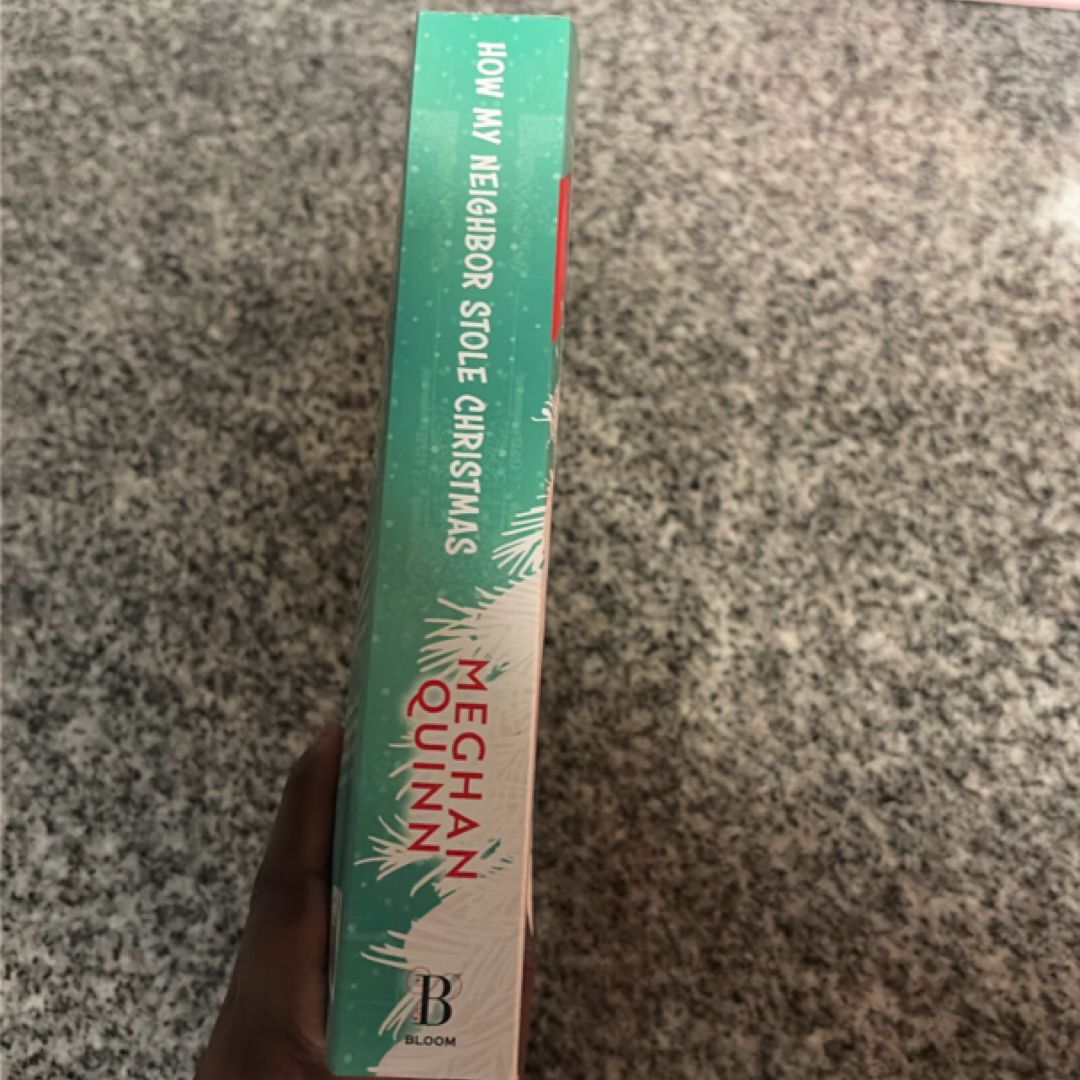 HOW MY NEIGHBOR STOLE CHRISTMAS
MEGHAN
QUINN
B
BLOOM